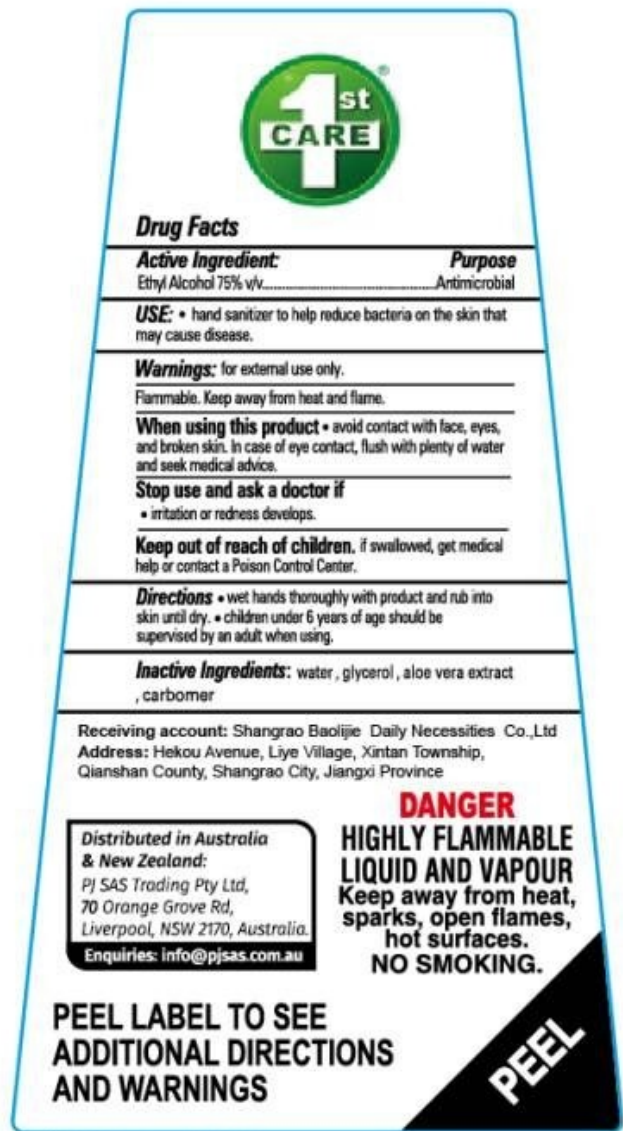 1st
CARE
®
Drug Facts
Active Ingredient: Purpose
Ethyl Alcohol 75% v/v..........Antimicrobial
USE: • hand sanitizer to help reduce bacteria on the skin that
may cause disease.
Warnings: for external use only.
Flammable. Keep away from heat and flame.
When using this product • avoid contact with face, eyes,
and broken skin. In case of eye contact, flush with plenty of water
and seek medical advice.
Stop use and ask a doctor if
• irritation or redness develops.
Keep out of reach of children. if swallowed, get medical
help or contact a Poison Control Center.
Directions • wet hands thoroughly with product and rub into
skin until dry. • children under 6 years of age should be
supervised by an adult when using.
Inactive Ingredients: water , glycerol , aloe vera extract
, carbomer
Receiving account: Shangrao Baolijie Daily Necessities Co.,Ltd
Address: Hekou Avenue, Liye Village, Xintan Township,
Qianshan County, Shangrao City, Jiangxi Province
Distributed in Australia
& New Zealand:
PJ SAS Trading Pty Ltd,
70 Orange Grove Rd,
Liverpool, NSW 2170, Australia.
Enquiries: info@pjsas.com.au
DANGER
HIGHLY FLAMMABLE
LIQUID AND VAPOUR
Keep away from heat,
sparks, open flames,
hot surfaces.
NO SMOKING.
PEEL LABEL TO SEE
ADDITIONAL DIRECTIONS
AND WARNINGS
PEEL